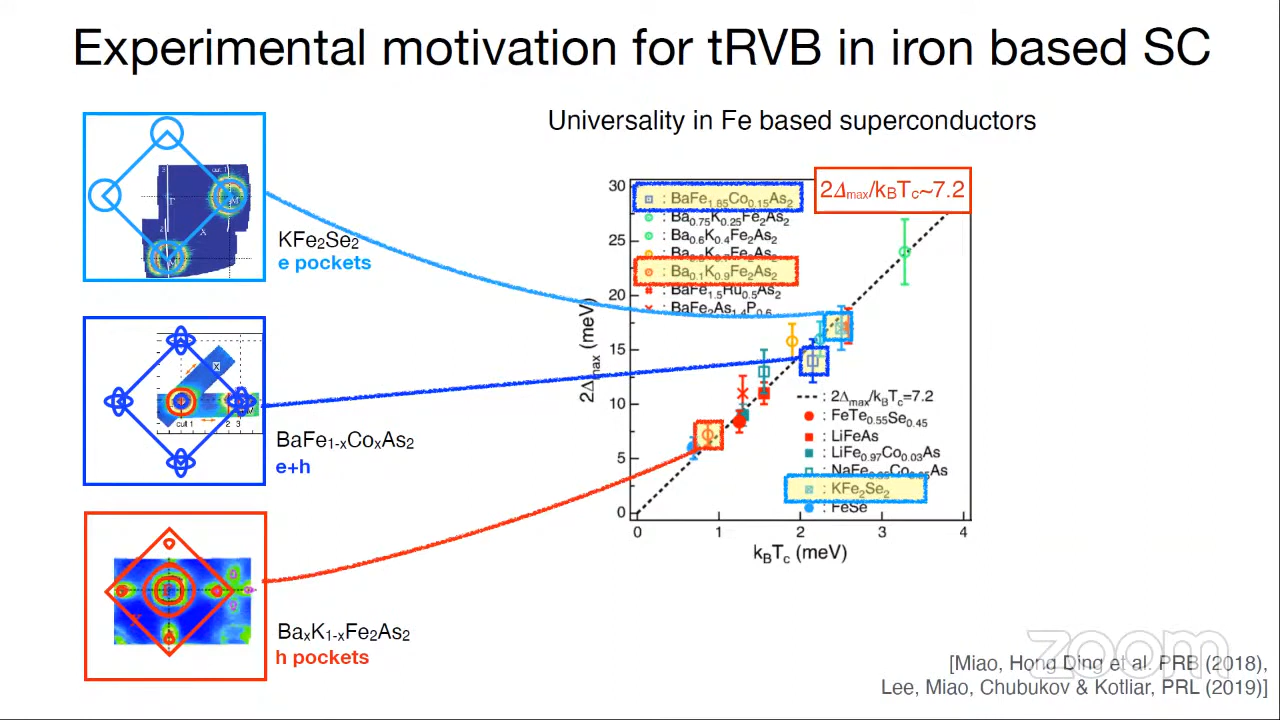 Experimental motivation for tRVB in iron based SC
Universality in Fe based superconductors
KFe₂Se₂
e pockets
BaFe₁₋ₓCoₓAs₂
e+h
BaₓK₁₋ₓFe₂As₂
h pockets
2Δmax/kBTc~7.2
30
25
20
15
10
5
0
2Δmax (meV)
: BaFe₁.₈₅Co₀.₁₅As₂
: Ba₀.₇₅K₀.₂₅Fe₂As₂
: Ba₀.₆K₀.₄Fe₂As₂
: Ba₀.₁K₀.₉Fe₂As₂
: BaFe₁.₅Ru₀.₅As₂
: BaFe₂As₁.₄P₀.₆
: 2Δmax/kBTc=7.2
: FeTe₀.₅₅Se₀.₄₅
: LiFeAs
: LiFe₀.₉₇Co₀.₀₃As
: KFe₂Se₂
: FeSe
0 1 2 3 4
kBTc (meV)
zoom
[Miao, Hong Ding et al. PRB (2018),
Lee, Miao, Chubukov & Kotliar, PRL (2019)]